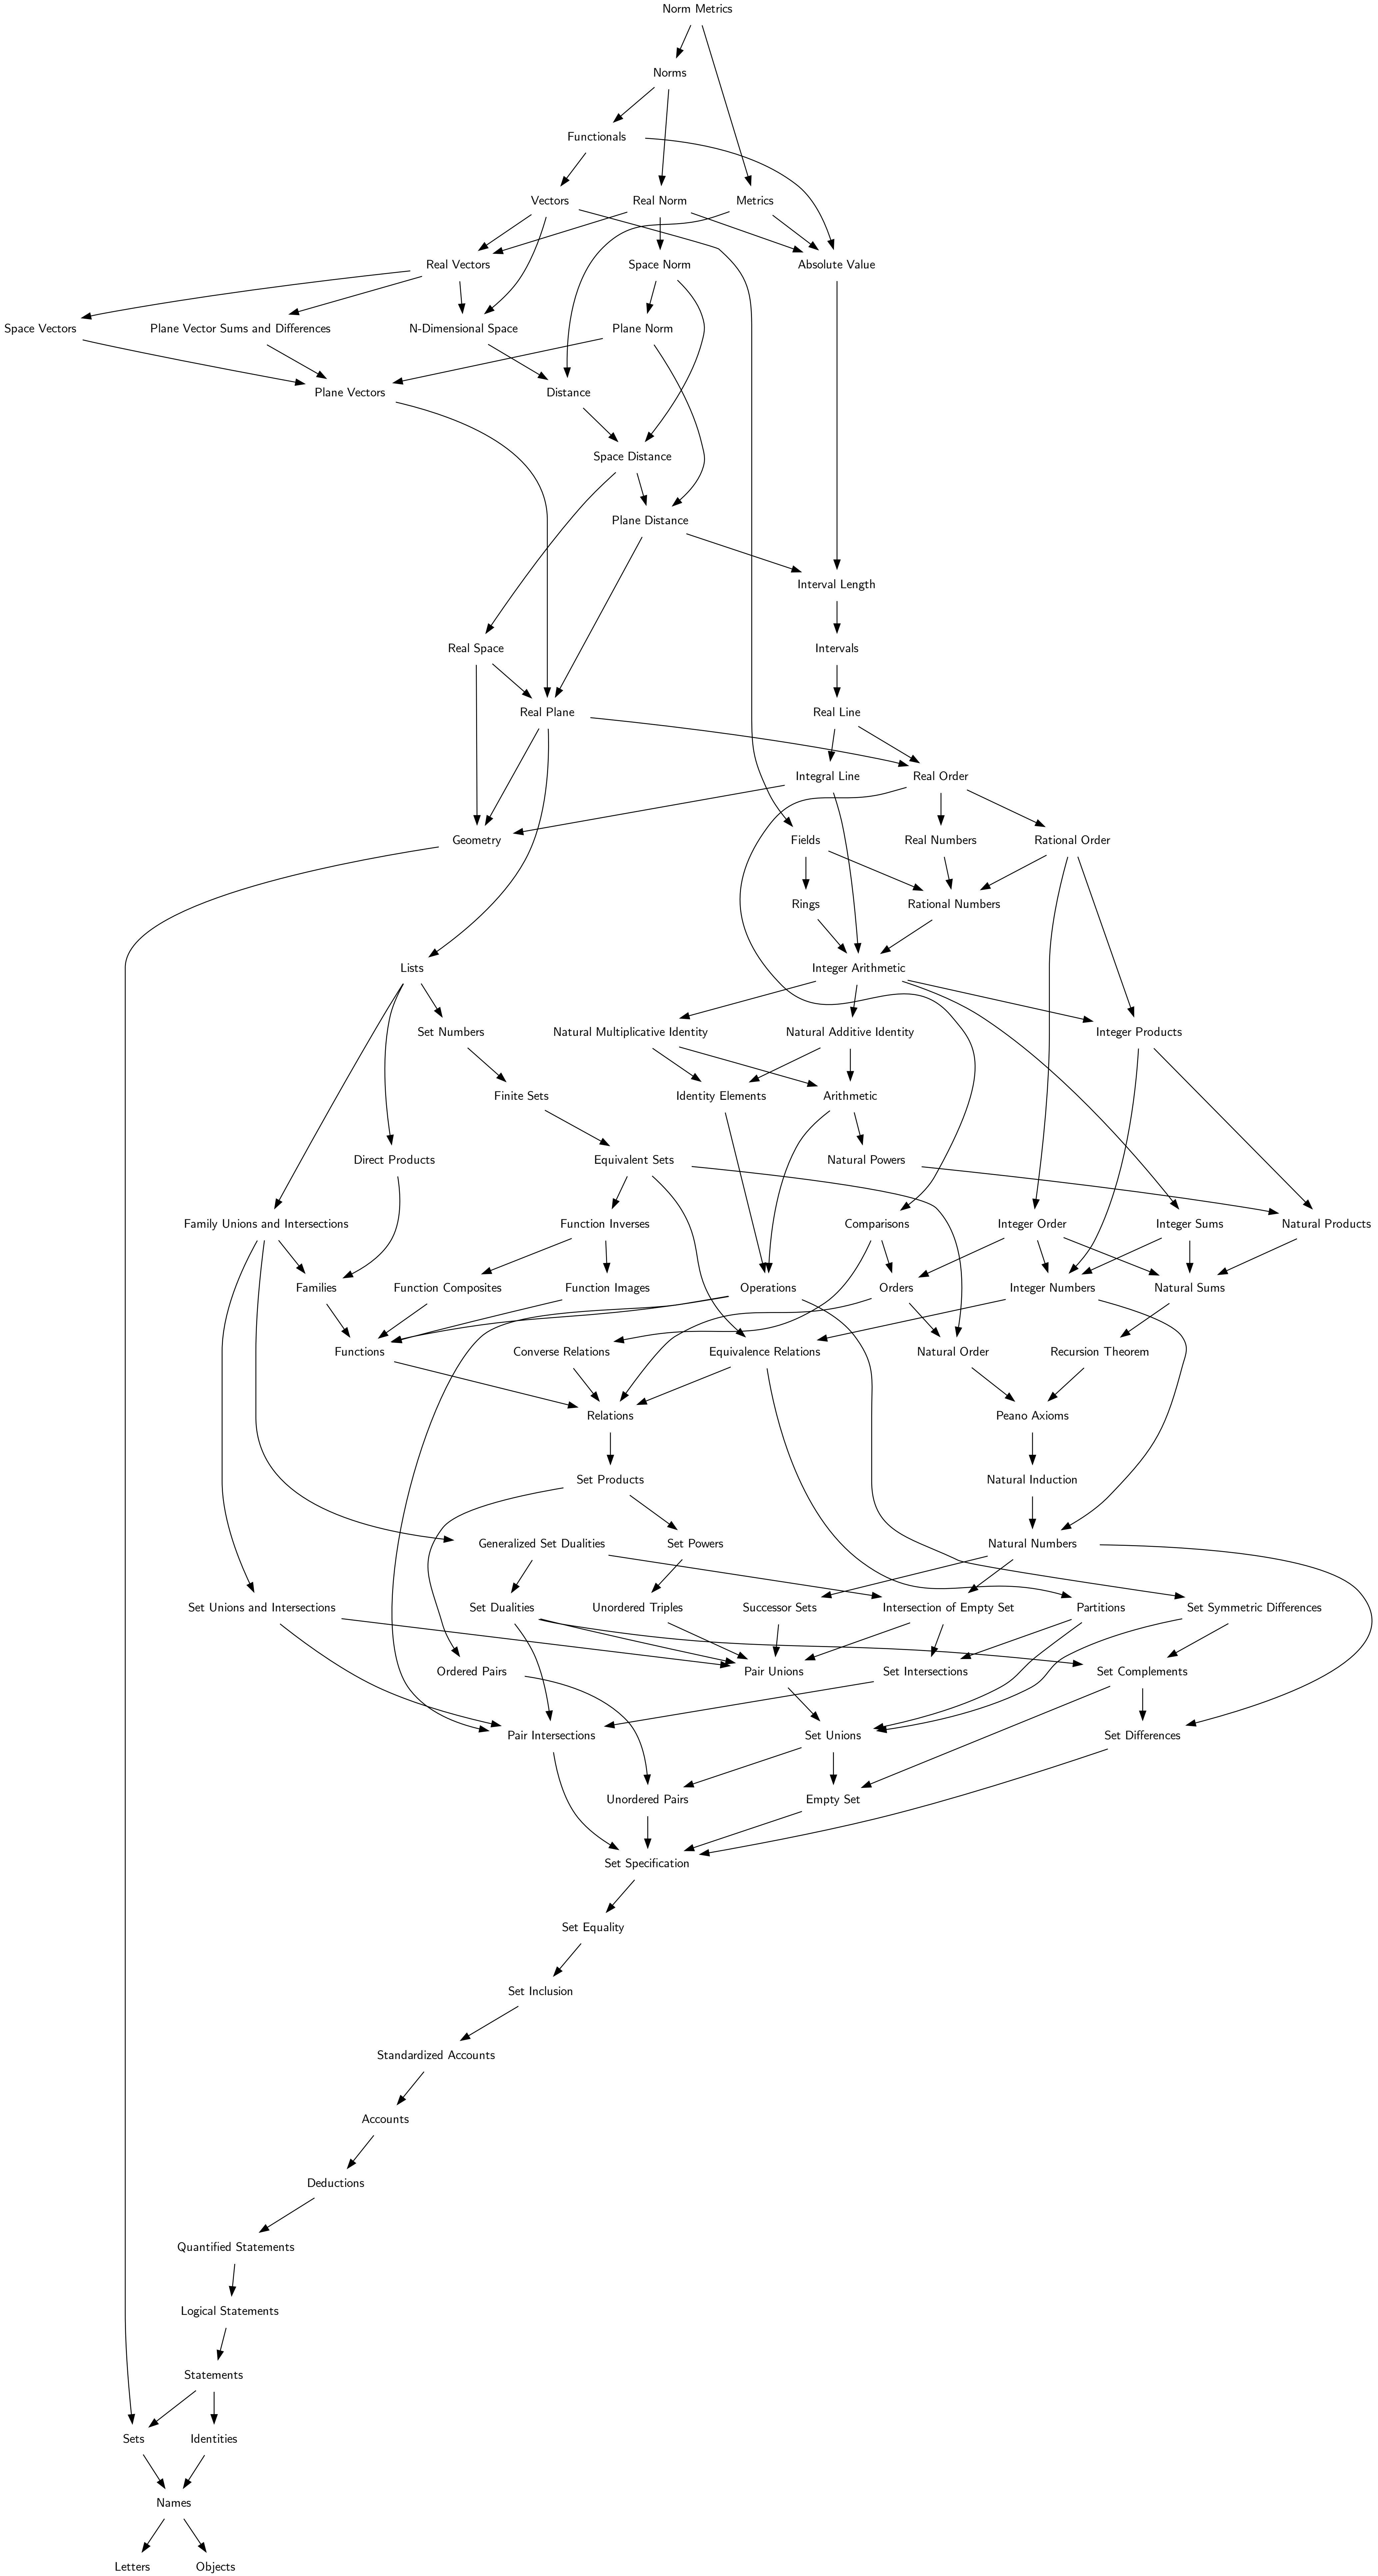 Norm Metrics
Norms
Functionals
Vectors
Real Norm
Metrics
Real Vectors
Space Norm
Absolute Value
Space Vectors
Plane Vector Sums and Differences
N-Dimensional Space
Plane Norm
Plane Vectors
Distance
Space Distance
Plane Distance
Interval Length
Real Space
Intervals
Real Plane
Real Line
Integral Line
Real Order
Geometry
Fields
Real Numbers
Rational Order
Rings
Rational Numbers
Lists
Integer Arithmetic
Set Numbers
Natural Multiplicative Identity
Natural Additive Identity
Integer Products
Finite Sets
Identity Elements
Arithmetic
Direct Products
Equivalent Sets
Natural Powers
Family Unions and Intersections
Function Inverses
Comparisons
Integer Order
Integer Sums
Natural Products
Families
Function Composites
Function Images
Operations
Orders
Integer Numbers
Natural Sums
Functions
Converse Relations
Equivalence Relations
Natural Order
Recursion Theorem
Relations
Peano Axioms
Set Products
Natural Induction
Generalized Set Dualities
Set Powers
Natural Numbers
Set Unions and Intersections
Set Dualities
Unordered Triples
Successor Sets
Intersection of Empty Set
Partitions
Set Symmetric Differences
Ordered Pairs
Pair Unions
Set Intersections
Set Complements
Pair Intersections
Set Unions
Set Differences
Unordered Pairs
Empty Set
Set Specification
Set Equality
Set Inclusion
Standardized Accounts
Accounts
Deductions
Quantified Statements
Logical Statements
Statements
Sets
Identities
Names
Letters
Objects